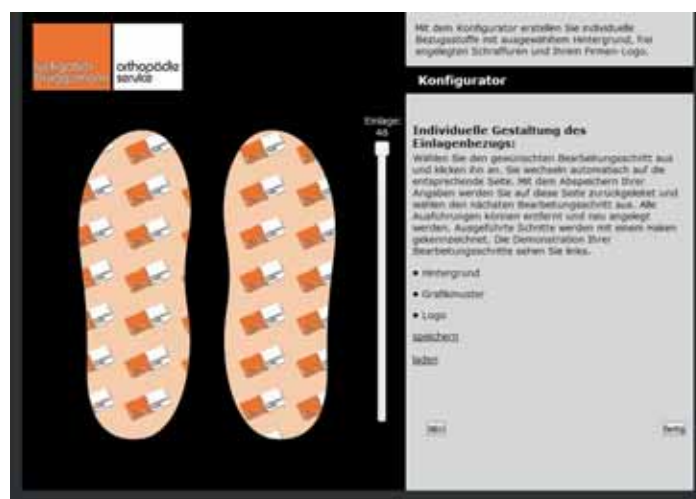 orthopädie
service
Einlage:
46
Mit dem Konfigurator erstellen Sie individuelle
Bezugsstoffe mit ausgewähltem Hintergrund, frei
angelegten Schraffuren und Ihrem Firmen-Logo.
Konfigurator
Individuelle Gestaltung des
Einlagenbezugs:
Wählen Sie den gewünschten Bearbeitungsschritt aus
und klicken ihn an. Sie wechseln automatisch auf die
entsprechende Seite. Mit dem Abspeichern Ihrer
Angaben werden Sie auf diese Seite zurückgeleitet und
wählen den nächsten Bearbeitungsschritt aus. Alle
Ausführungen können entfernt und neu angelegt
werden. Ausgeführte Schritte werden mit einem Haken
gekennzeichnet. Die Demonstration Ihrer
Bearbeitungsschritte sehen Sie links.
• Hintergrund
• Grafikmuster
• Logo
speichern
laden
fertig